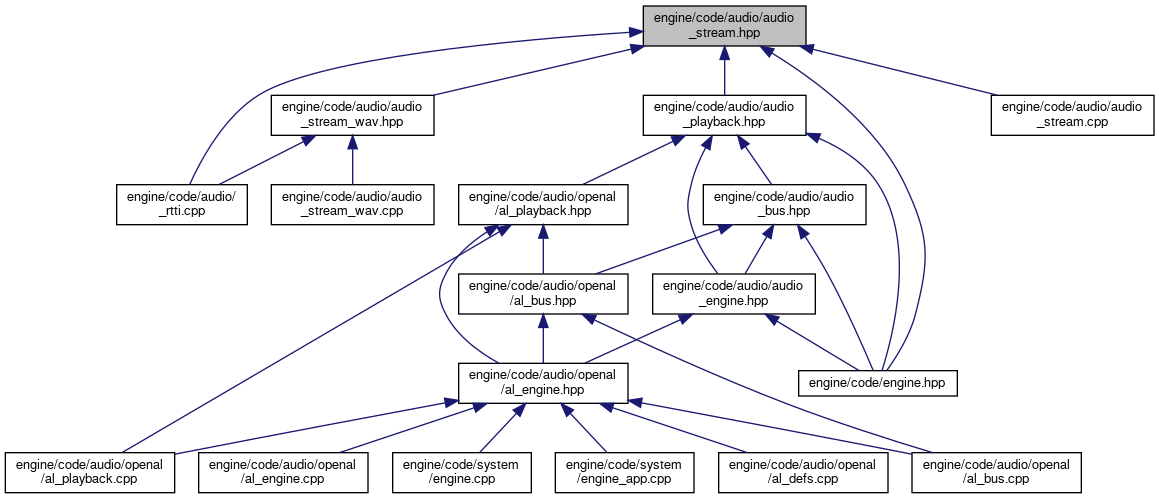 engine/code/audio/audio
_stream.hpp
engine/code/audio/audio
_stream_wav.hpp
engine/code/audio/audio
_playback.hpp
engine/code/audio/audio
_stream.cpp
engine/code/audio/
_rtti.cpp
engine/code/audio/audio
_stream_wav.cpp
engine/code/audio/openal
/al_playback.hpp
engine/code/audio/audio
_bus.hpp
engine/code/audio/openal
/al_bus.hpp
engine/code/audio/audio
_engine.hpp
engine/code/audio/openal
/al_engine.hpp
engine/code/engine.hpp
engine/code/audio/openal
/al_playback.cpp
engine/code/audio/openal
/al_engine.cpp
engine/code/system
/engine.cpp
engine/code/system
/engine_app.cpp
engine/code/audio/openal
/al_defs.cpp
engine/code/audio/openal
/al_bus.cpp